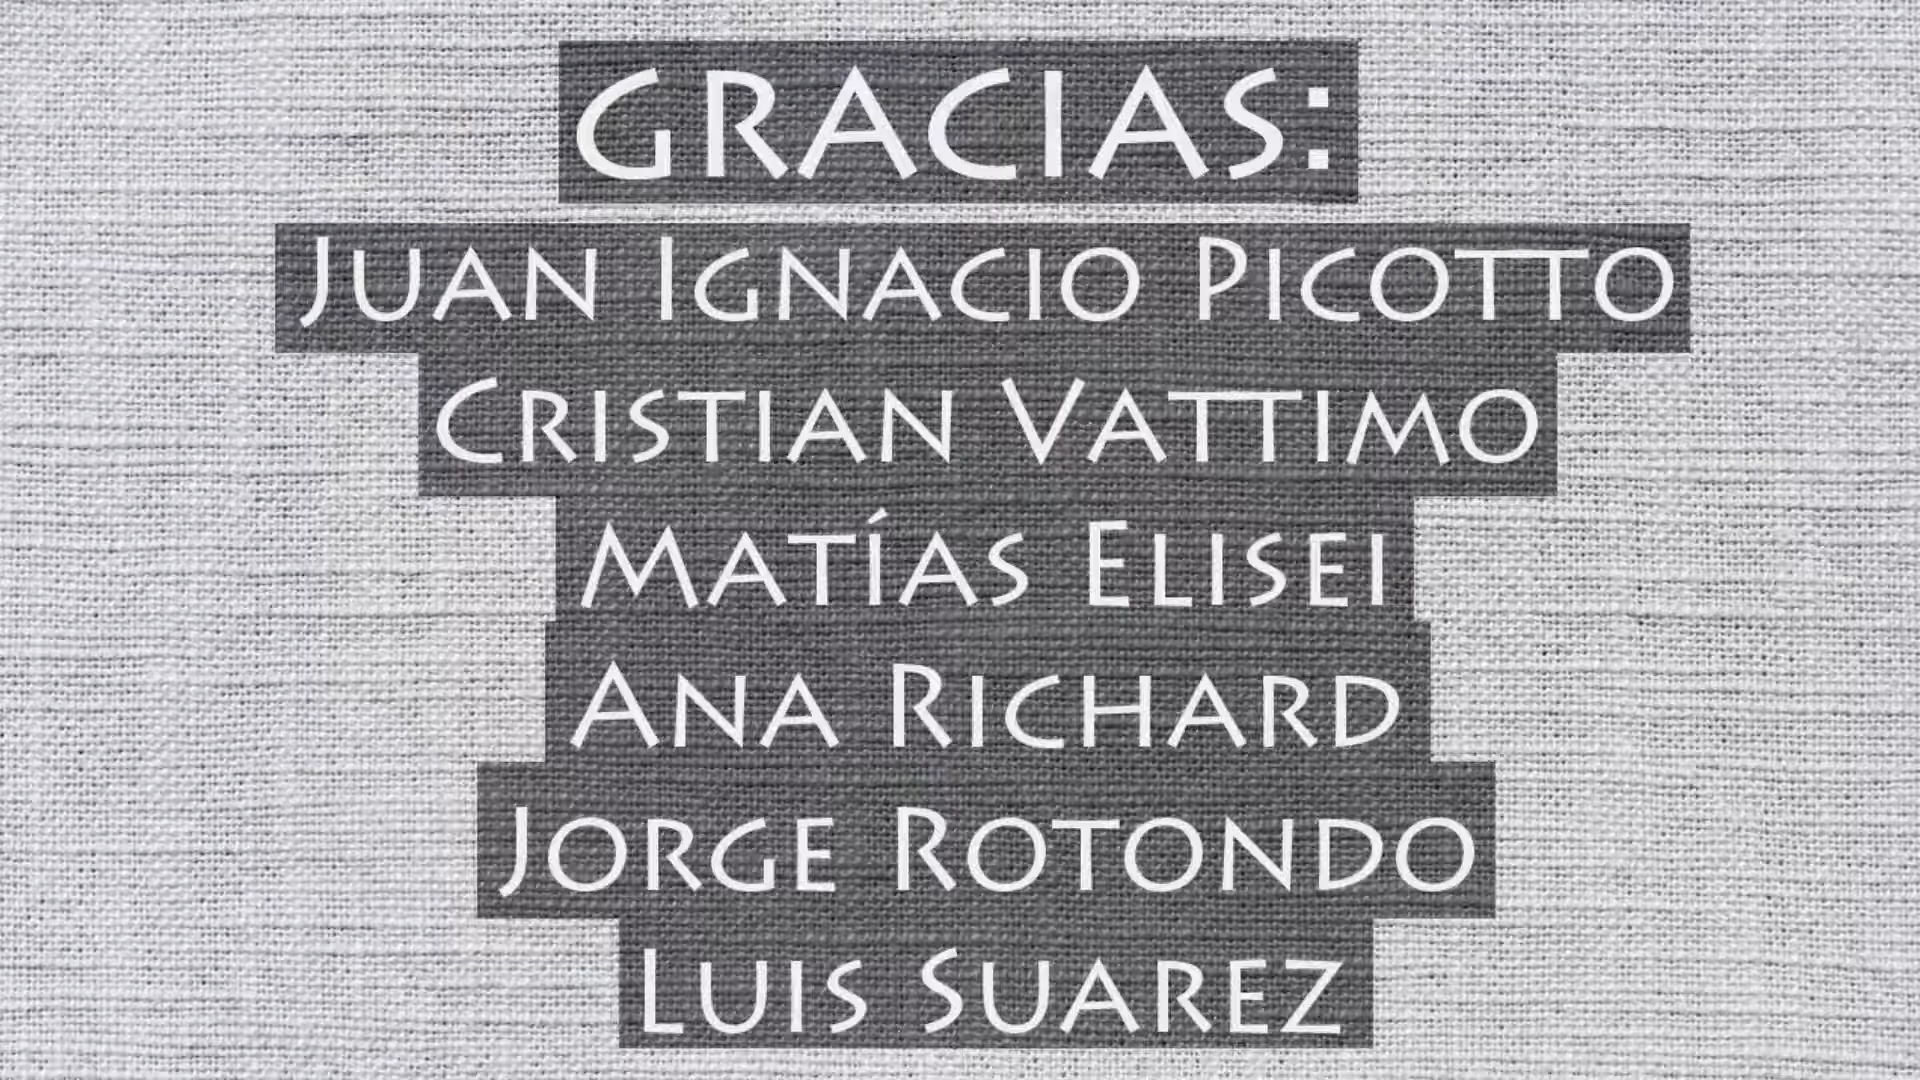 GRACIAS:
JUAN IGNACIO PICOTTO
CRISTIAN VATTIMO
MATÍAS ELISEI
ANA RICHARD
JORGE ROTONDO
LUIS SUAREZ